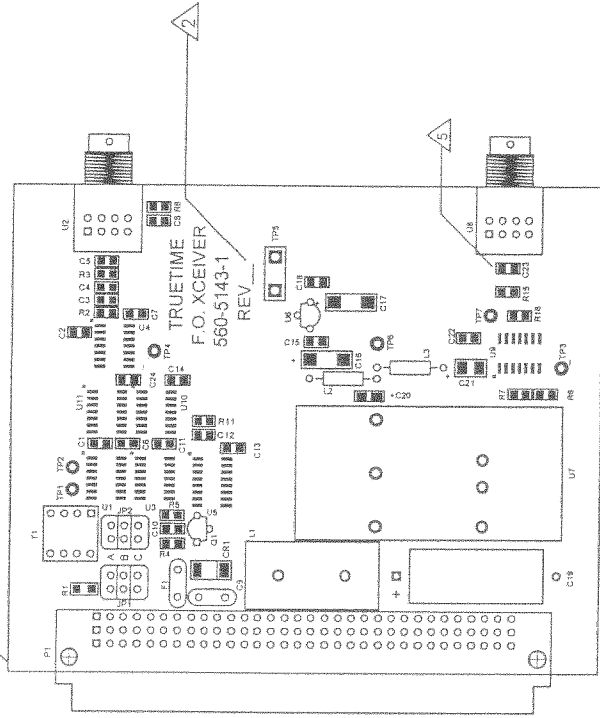 2
5
U2
C8 R8
C5
R3
C4
C3
R2
C7
C2
U4
TP4
TRUETIME
F.O. XCEIVER
560-5143-1
REV__
TP5
U8
C23
R15
TP7
R18
C18
C17
U6
C15
C16
TP6
L3
L2
C22
U9
C21
TP3
+C20
R7
R6
U11
C24
C14
U10
C1
C6
C11
R11
C12
C13
TP2
TP1
U1
JP2
U3
R5
U5
C10
R4
Q1
T1
A B C
R1
JP1
F1
CR1
C9
L1
U7
C19
P1